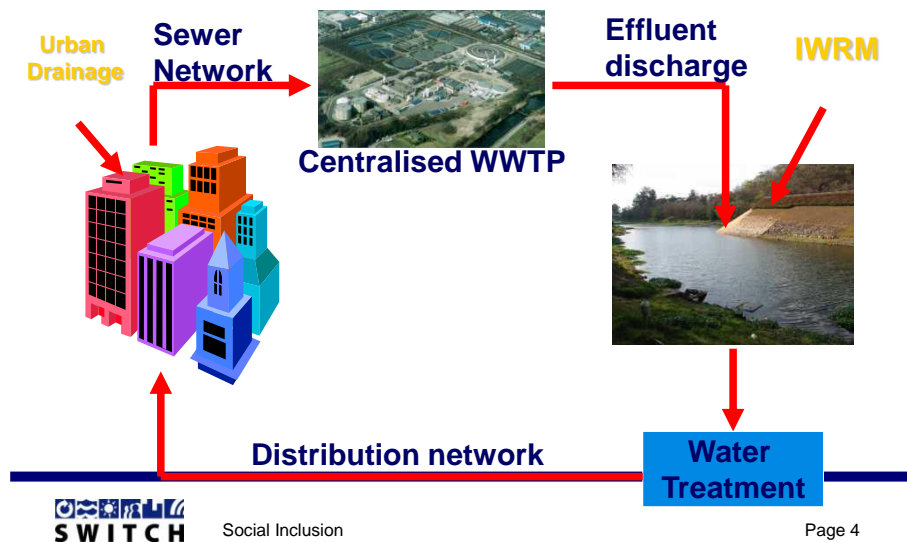 Urban
Drainage
Sewer
Network
Effluent
discharge
IWRM
Centralised WWTP
Distribution network
Water
Treatment
SWITCH
Social Inclusion
Page 4